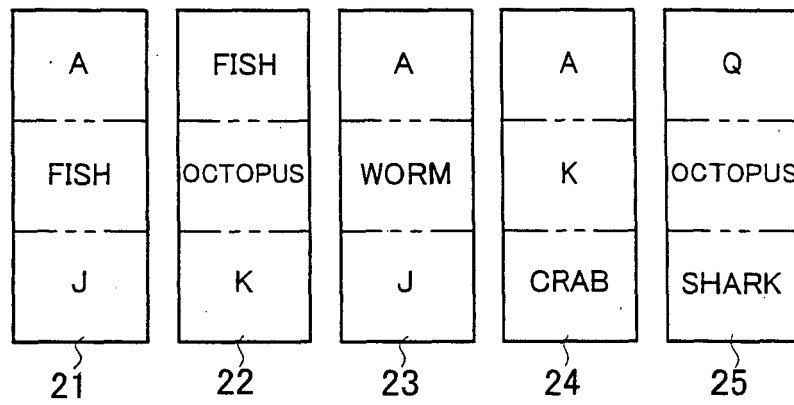 A FISH A A Q
FISH OCTOPUS WORM K OCTOPUS
J K J CRAB SHARK
21 22 23 24 25